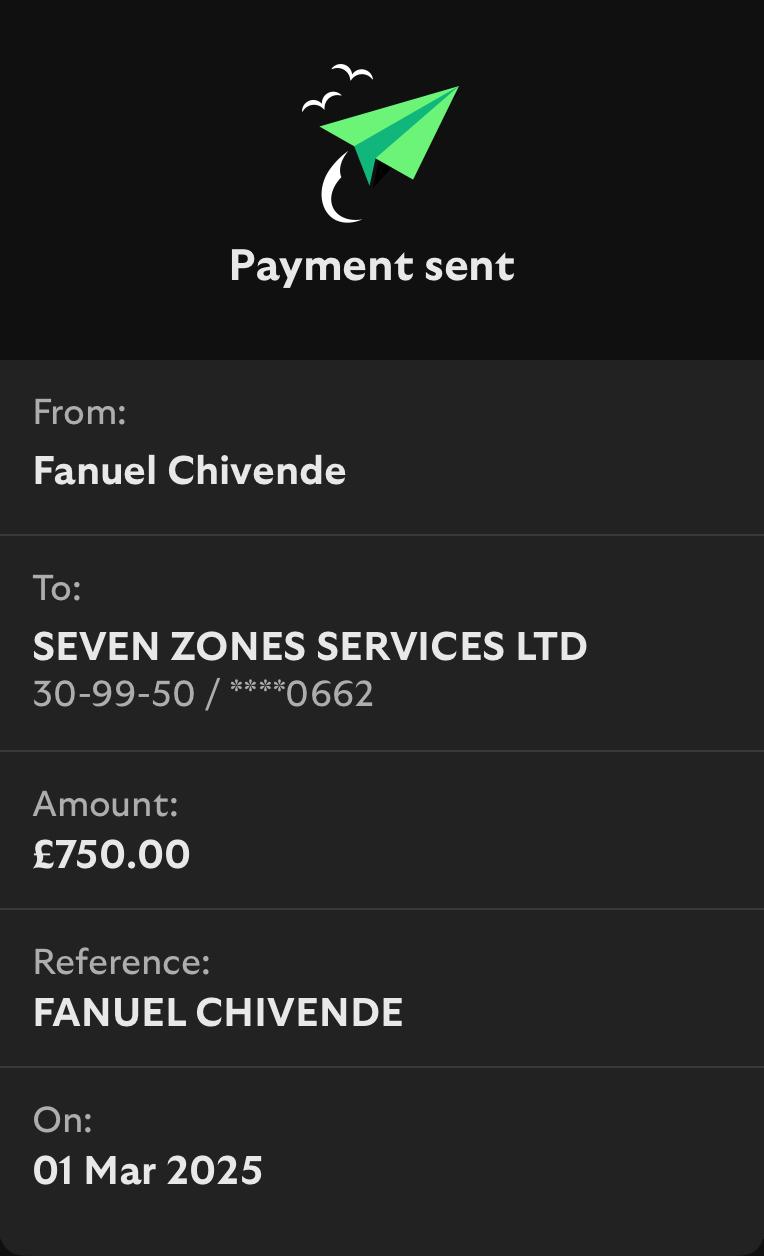 Payment sent
From:
Fanuel Chivende
To:
SEVEN ZONES SERVICES LTD
30-99-50 / ****0662
Amount:
£750.00
Reference:
FANUEL CHIVENDE
On:
01 Mar 2025